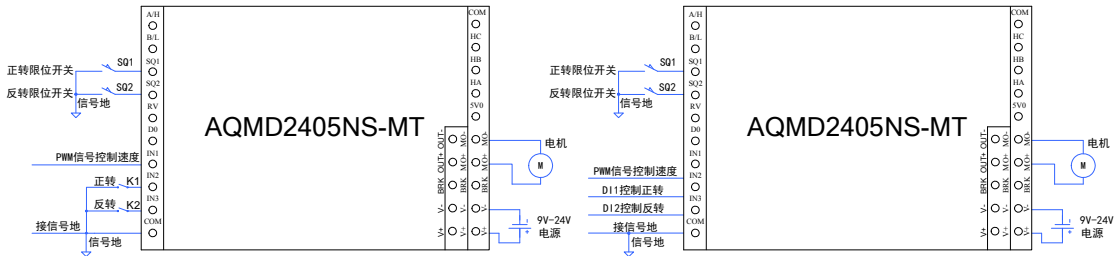 A/H
B/L
SQ1
SQ2
RV
D0
IN1
IN2
IN3
COM
正转限位开关
SQ1
反转限位开关
SQ2
信号地
PWM信号控制速度
正转
K1
反转
K2
接信号地
信号地
AQMD2405NS-MT
COM
HC
HB
HA
5V0
OUT-
MO-
OUT+
MO+
BRK
BRK
V-
V-
V+
V+
电机
M
9V-24V
电源
A/H
B/L
SQ1
SQ2
RV
D0
IN1
IN2
IN3
COM
正转限位开关
SQ1
反转限位开关
SQ2
信号地
PWM信号控制速度
DI1控制正转
DI2控制反转
接信号地
信号地
AQMD2405NS-MT
COM
HC
HB
HA
5V0
OUT-
MO-
OUT+
MO+
BRK
BRK
V-
V-
V+
V+
电机
M
9V-24V
电源